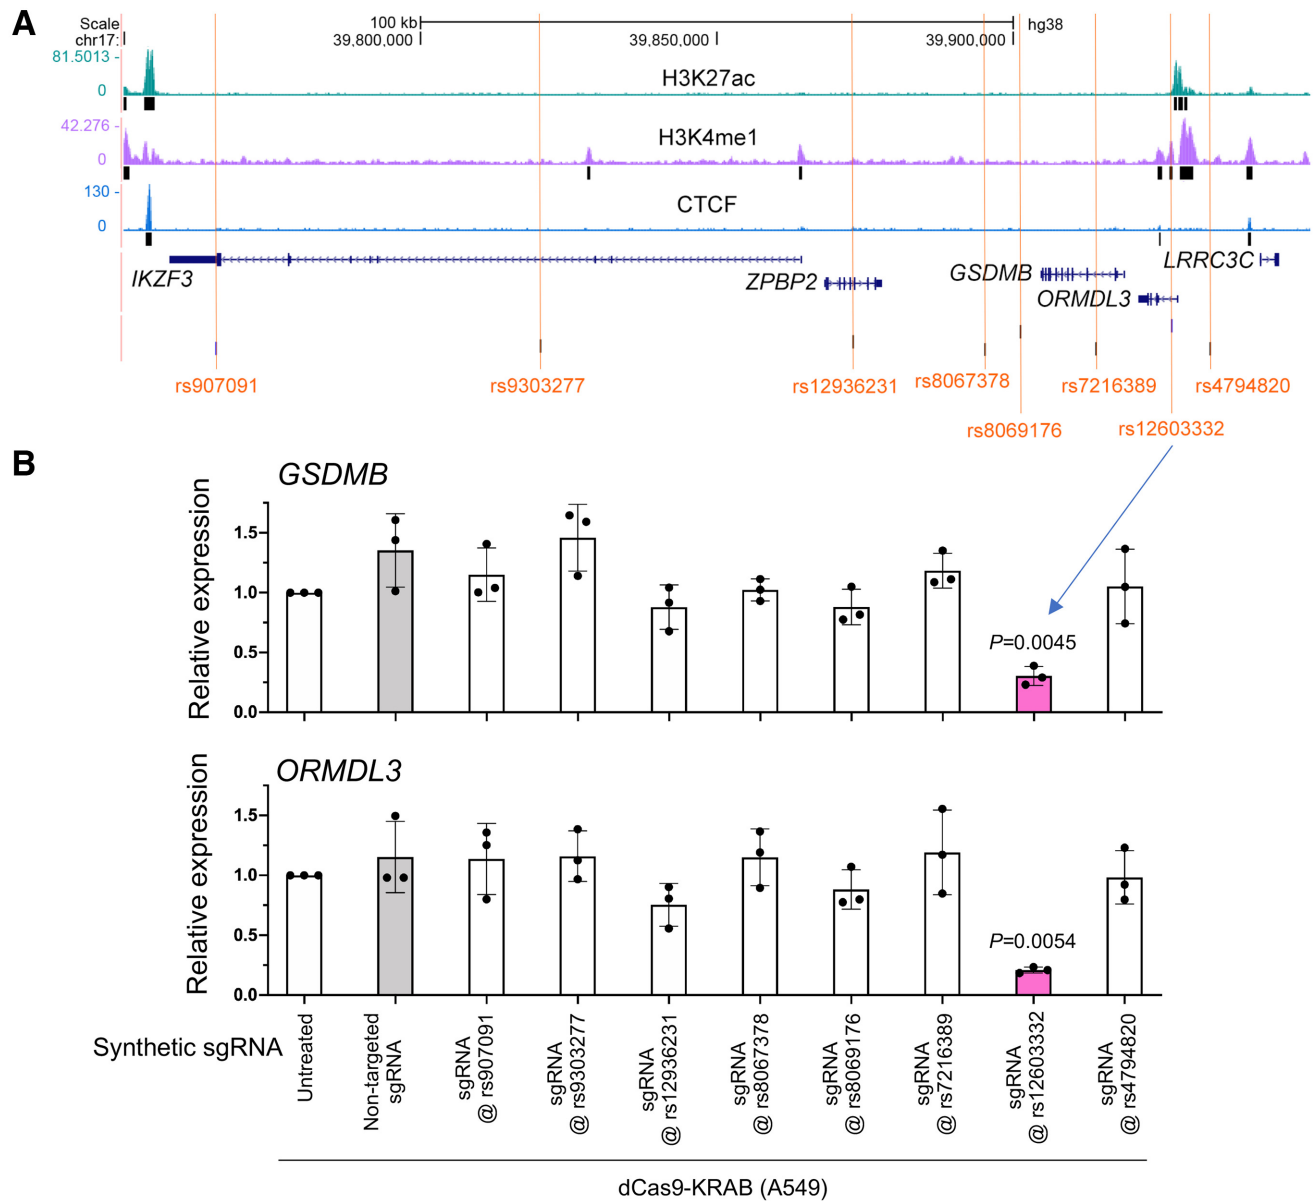 A
Scale
100 kb
hg38
chr17:
39,800,000
39,850,000
39,900,000
81.5013
0
H3K27ac
42.276
0
H3K4me1
130
0
CTCF
IKZF3
ZPBP2
GSDMB
ORMDL3
LRRC3C
rs907091
rs9303277
rs12936231
rs8067378
rs7216389
rs4794820
rs8069176
rs12603332
B
GSDMB
Relative expression
1.5
1.0
0.5
0.0
P=0.0045
ORMDL3
Relative expression
1.5
1.0
0.5
0.0
P=0.0054
Synthetic sgRNA
Untreated
Non-targeted
sgRNA
sgRNA
@ rs907091
sgRNA
@ rs9303277
sgRNA
@ rs12936231
sgRNA
@ rs8067378
sgRNA
@ rs8069176
sgRNA
@ rs7216389
sgRNA
@ rs12603332
sgRNA
@ rs4794820
dCas9-KRAB (A549)